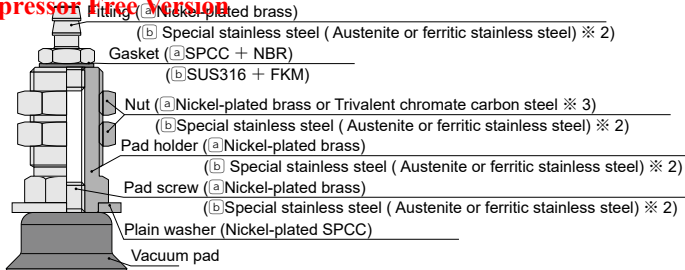 pressor Free Version
Fitting (ⓐNickel-plated brass)
(ⓑ Special stainless steel ( Austenite or ferritic stainless steel) ※ 2)
Gasket (ⓐSPCC + NBR)
(ⓑSUS316 + FKM)
Nut (ⓐNickel-plated brass or Trivalent chromate carbon steel ※ 3)
(ⓑSpecial stainless steel ( Austenite or ferritic stainless steel) ※ 2)
Pad holder (ⓐNickel-plated brass)
(ⓑ Special stainless steel ( Austenite or ferritic stainless steel) ※ 2)
Pad screw (ⓐNickel-plated brass)
(ⓑSpecial stainless steel ( Austenite or ferritic stainless steel) ※ 2)
Plain washer (Nickel-plated SPCC)
Vacuum pad